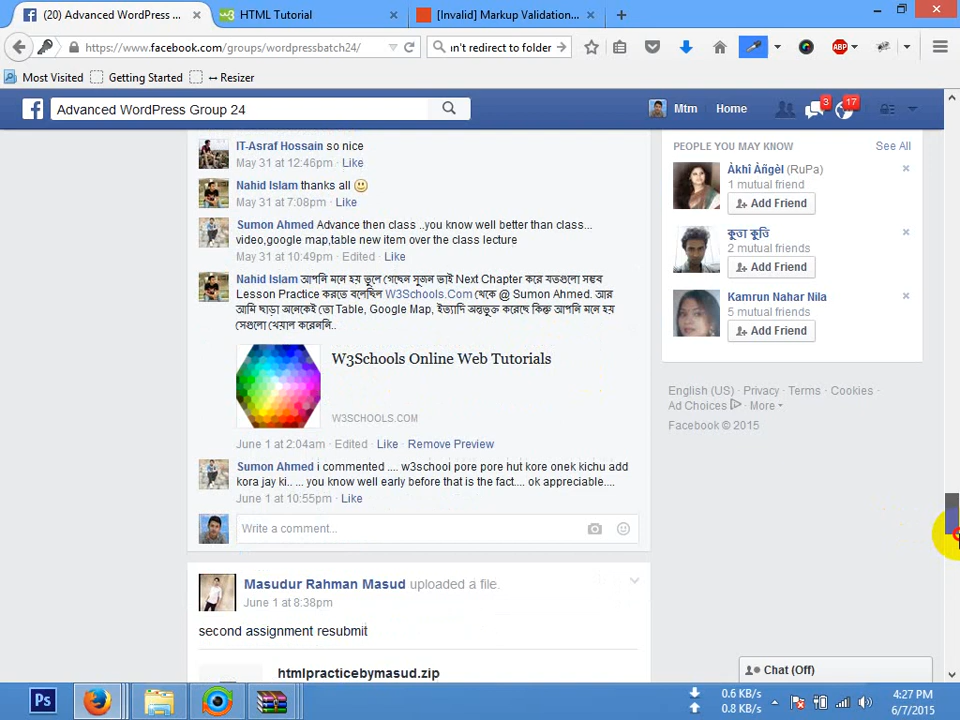 (20) Advanced WordPress ...
HTML Tutorial
[Invalid] Markup Validation...
https://www.facebook.com/groups/wordpressbatch24/
ın't redirect to folder
ABP
Most Visited
Getting Started
↔ Resizer
Advanced WordPress Group 24
Mtm
Home
3
17
IT-Asraf Hossain so nice
May 31 at 12:46pm · Like
Nahid Islam thanks all
May 31 at 7:08pm · Like
Sumon Ahmed Advance then class ..you know well better than class...
video,google map,table new item over the class lecture
May 31 at 10:49pm · Edited · Like
Nahid Islam আপনি মনে হয় ভুলে গেছেন সুজন ভাই Next Chapter করে যতগুলো সম্ভব
Lesson Practice করতে বলেছিল W3Schools.Com থেকে @ Sumon Ahmed. আর
আমি ছাড়া অনেকেই তো Table, Google Map, ইত্যাদি অন্তভুক্ত করেছে কিন্তু আপনি মনে হয়
সেগুলো খেয়াল করেননি..
W3Schools Online Web Tutorials
W3SCHOOLS.COM
June 1 at 2:04am · Edited · Like · Remove Preview
Sumon Ahmed i commented .... w3school pore pore hut kore onek kichu add
kora jay ki.. ... you know well early before that is the fact.... ok appreciable....
June 1 at 10:55pm · Like
Write a comment...
Masudur Rahman Masud uploaded a file.
June 1 at 8:38pm
second assignment resubmit
htmlpracticebymasud.zip
PEOPLE YOU MAY KNOW
See All
Àkhî Àñgèl (RuPa)
1 mutual friend
Add Friend
কুত্তা কুত্তি
2 mutual friends
Add Friend
Kamrun Nahar Nila
5 mutual friends
Add Friend
English (US) · Privacy · Terms · Cookies ·
Ad Choices · More
Facebook © 2015
Chat (Off)
Ps
0.6 KB/s
0.8 KB/s
4:27 PM
6/7/2015